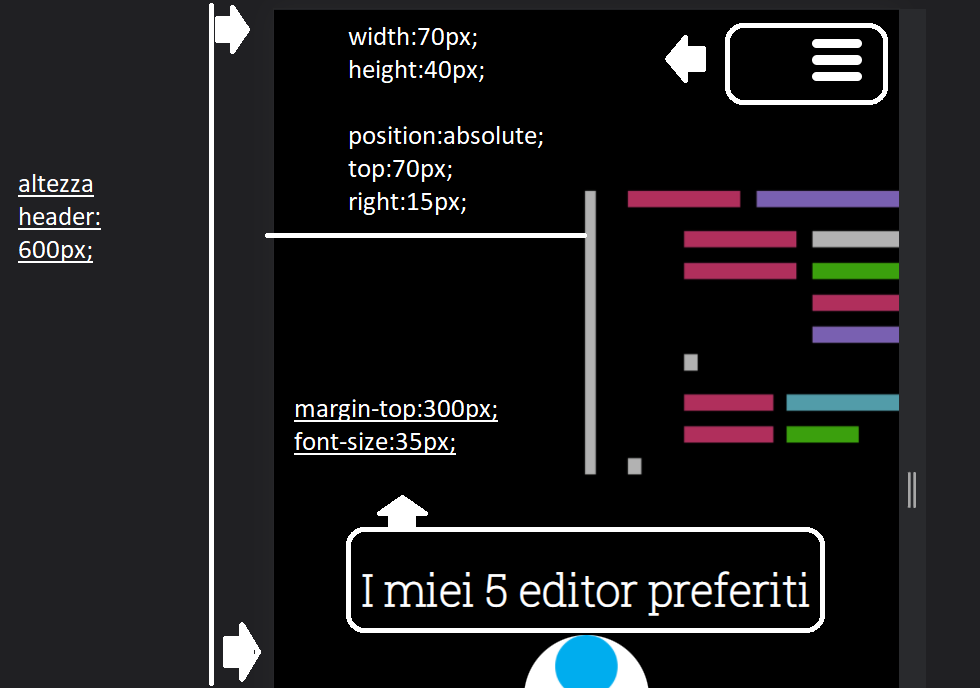 width:70px;
height:40px;
position:absolute;
top:70px;
right:15px;
altezza
header:
600px;
margin-top:300px;
font-size:35px;
I miei 5 editor preferiti